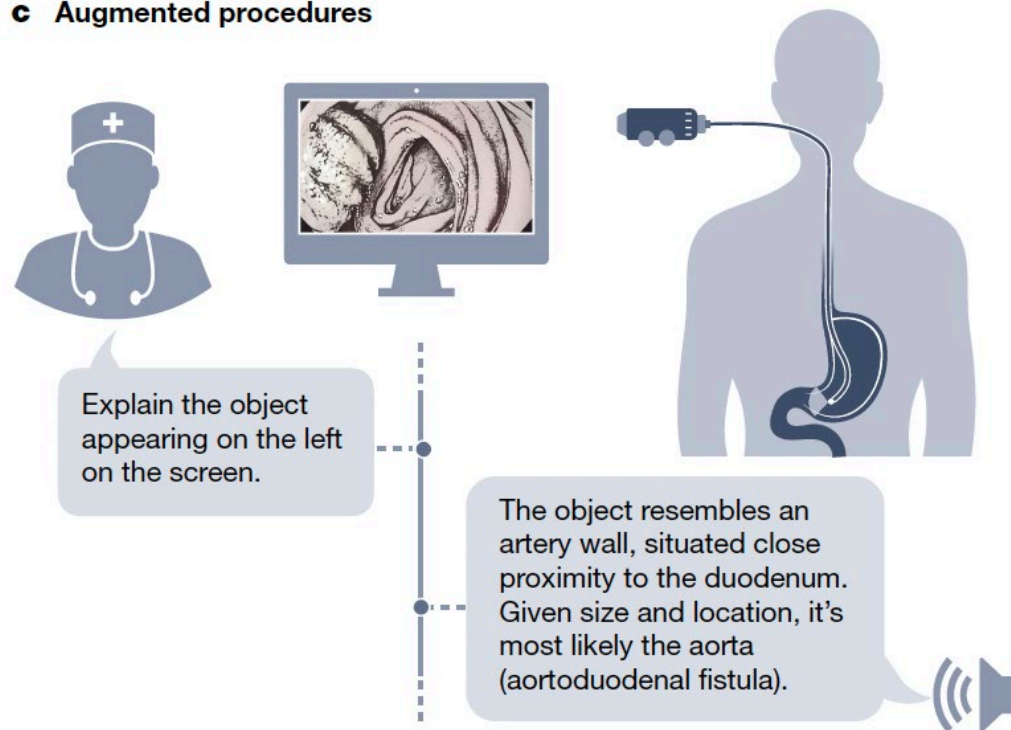 c Augmented procedures
Explain the object
appearing on the left
on the screen.
The object resembles an
artery wall, situated close
proximity to the duodenum.
Given size and location, it’s
most likely the aorta
(aortoduodenal fistula).